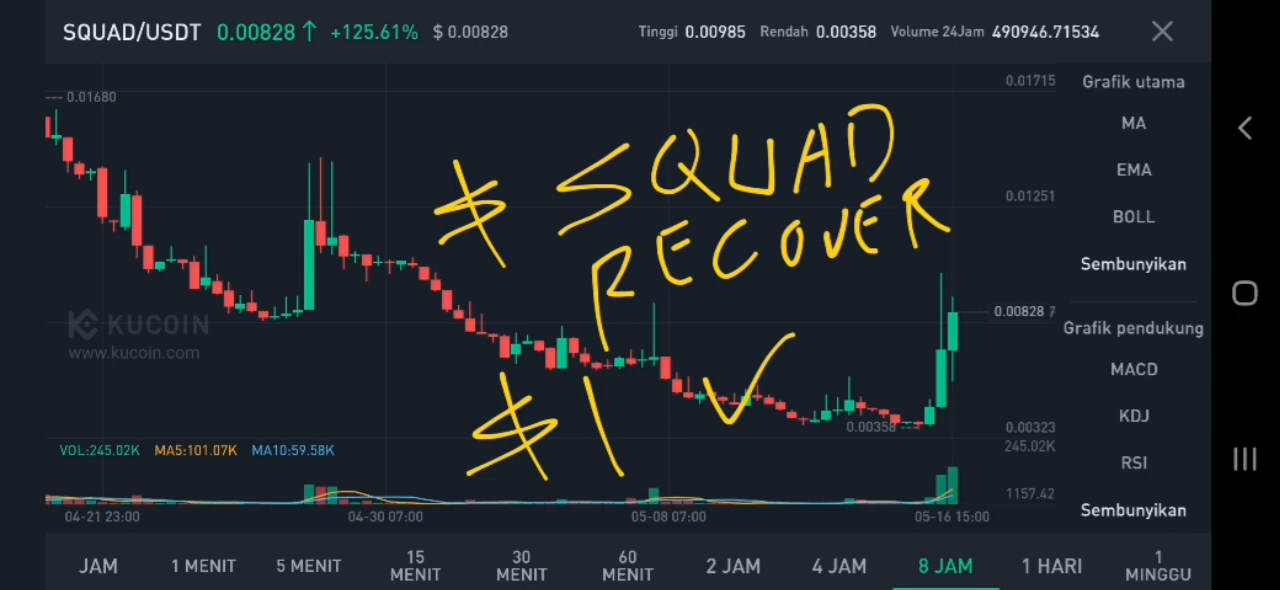 SQUAD/USDT 0.00828 ↑ +125.61% $ 0.00828 Tinggi 0.00985 Rendah 0.00358 Volume 24Jam 490946.71534
0.01680
0.01715
0.01251
0.00828 7
0.00323
0.00358
$ SQUAD
RECOVER
$1
KUCOIN
www.kucoin.com
VOL:245.02K MA5:101.07K MA10:59.58K
245.02K
1157.42
04-21 23:00 04-30 07:00 05-08 07:00 05-16 15:00
Grafik utama
MA
EMA
BOLL
Sembunyikan
Grafik pendukung
MACD
KDJ
RSI
Sembunyikan
JAM 1 MENIT 5 MENIT 15 MENIT 30 MENIT 60 MENIT 2 JAM 4 JAM 8 JAM 1 HARI 1 MINGGU